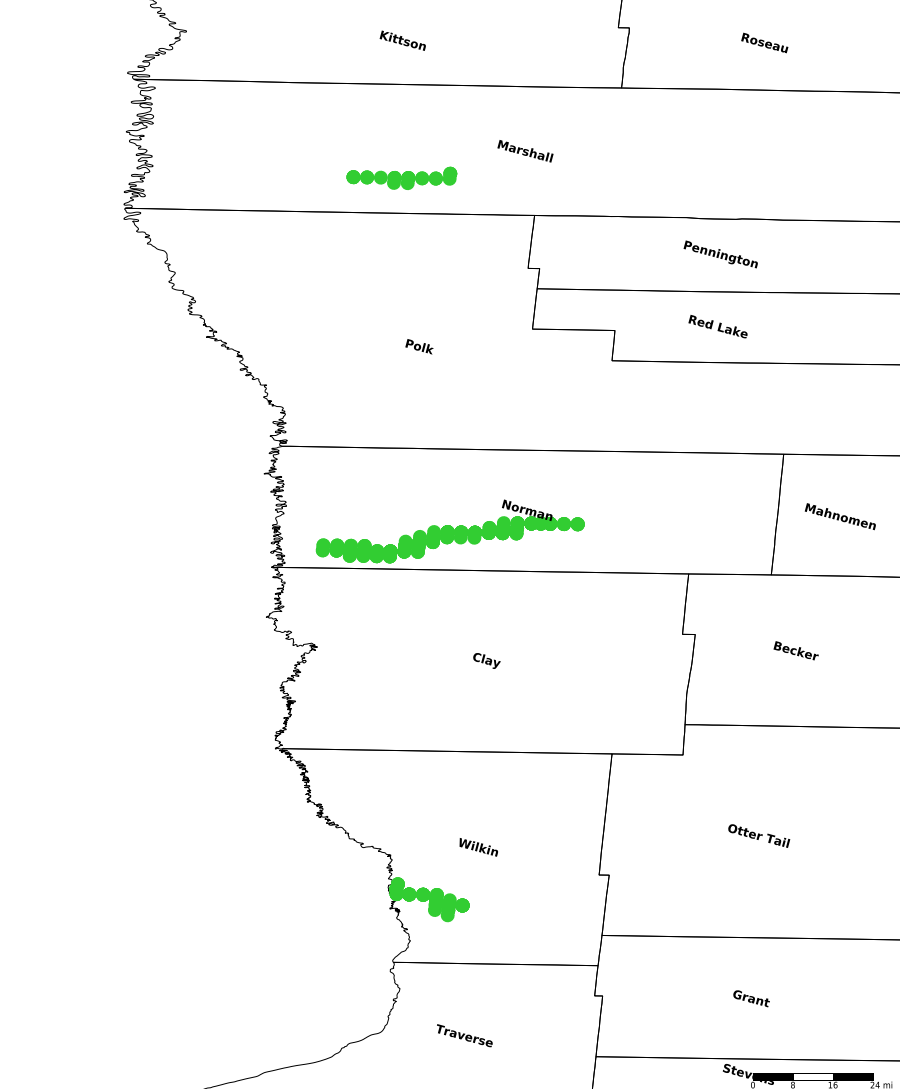 Kittson
Roseau
Marshall
Pennington
Red Lake
Polk
Norman
Mahnomen
Becker
Clay
Otter Tail
Wilkin
Grant
Traverse
Stevens
0 8 16 24 mi